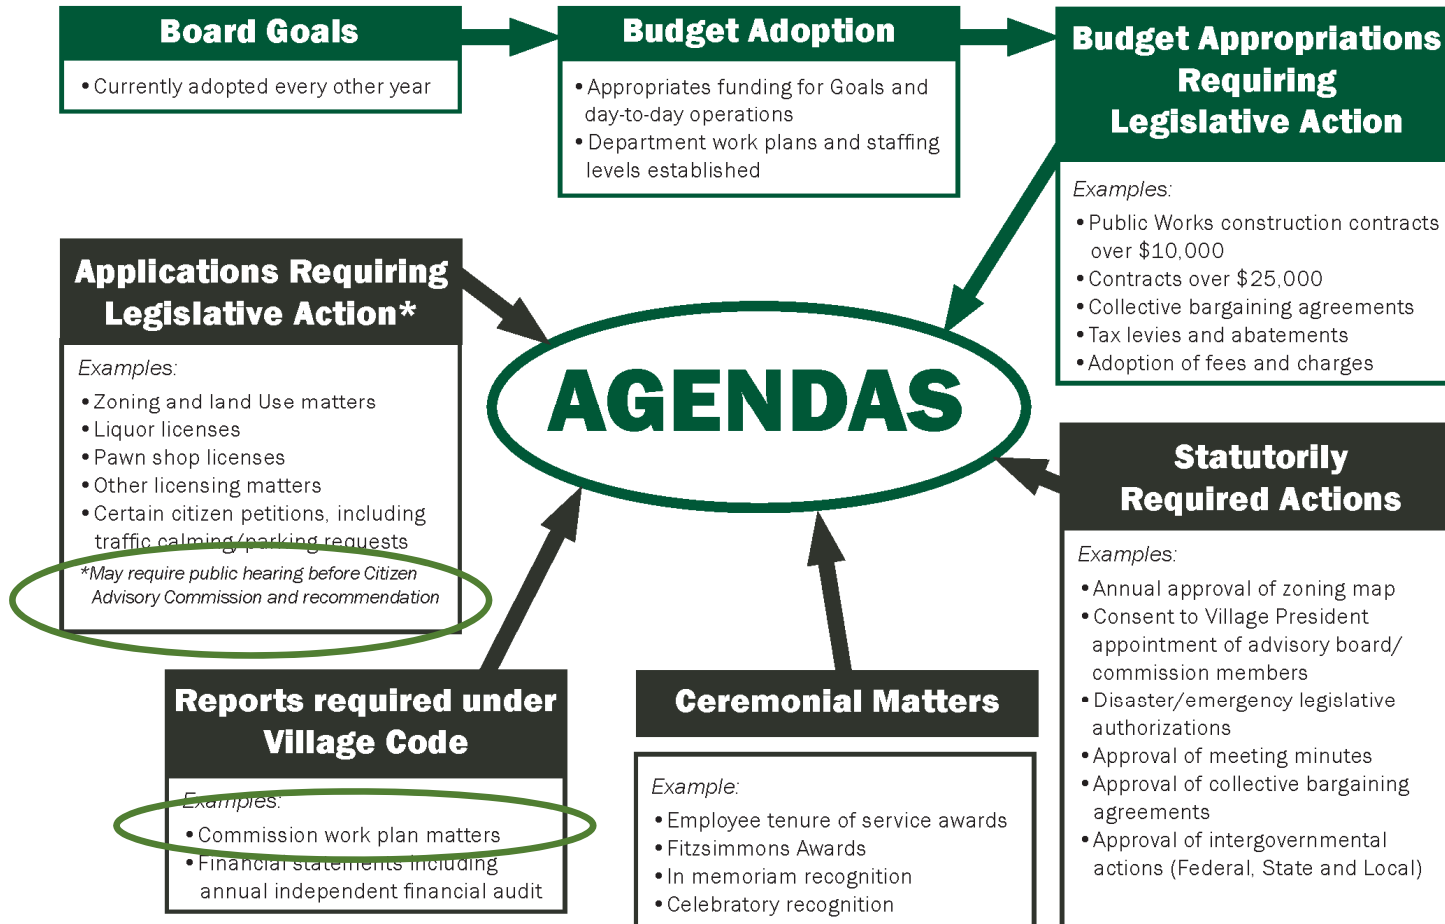 Board Goals
• Currently adopted every other year
Budget Adoption
• Appropriates funding for Goals and
day-to-day operations
• Department work plans and staffing
levels established
Budget Appropriations
Requiring
Legislative Action
Examples:
• Public Works construction contracts
over $10,000
• Contracts over $25,000
• Collective bargaining agreements
• Tax levies and abatements
• Adoption of fees and charges
Applications Requiring
Legislative Action*
Examples:
• Zoning and land Use matters
• Liquor licenses
• Pawn shop licenses
• Other licensing matters
• Certain citizen petitions, including
traffic calming/parking requests
*May require public hearing before Citizen
Advisory Commission and recommendation
AGENDAS
Statutorily
Required Actions
Examples:
• Annual approval of zoning map
• Consent to Village President
appointment of advisory board/
commission members
• Disaster/emergency legislative
authorizations
• Approval of meeting minutes
• Approval of collective bargaining
agreements
• Approval of intergovernmental
actions (Federal, State and Local)
Reports required under
Village Code
Examples:
• Commission work plan matters
• Financial statements including
annual independent financial audit
Ceremonial Matters
Example:
• Employee tenure of service awards
• Fitzsimmons Awards
• In memoriam recognition
• Celebratory recognition